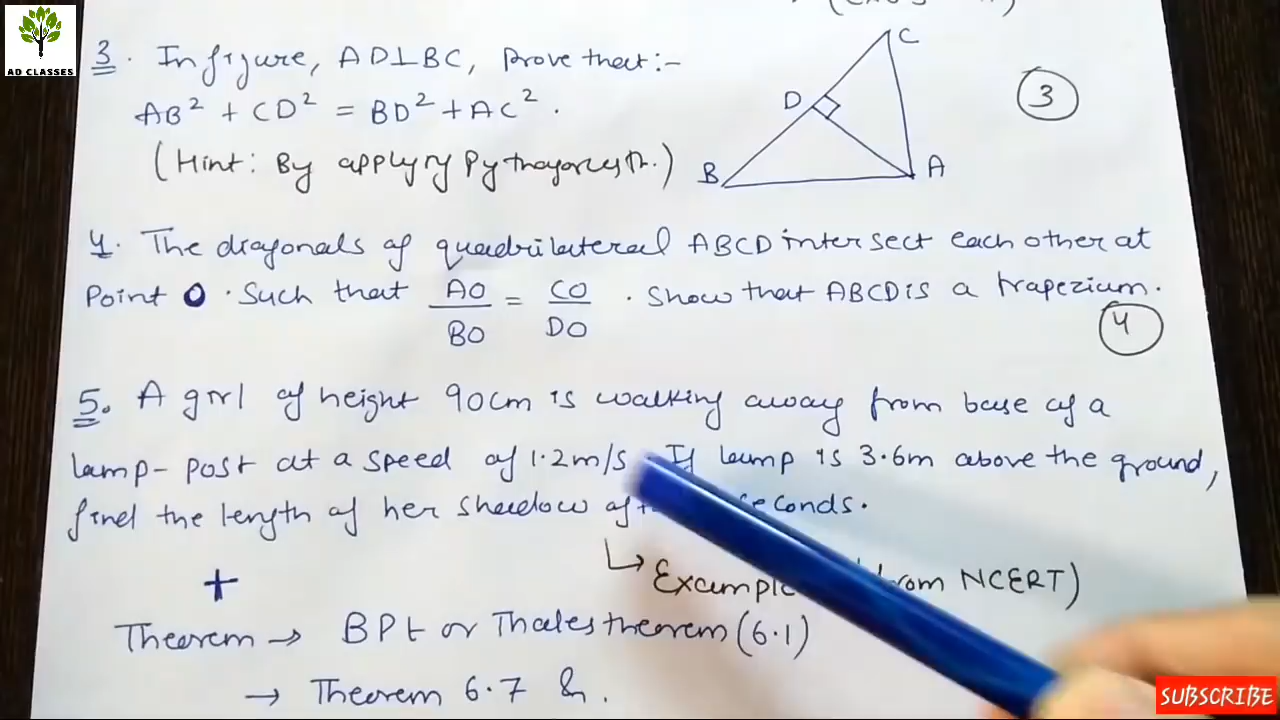 AD CLASSES
3. In figure, AD⊥BC, prove that:-
AB² + CD² = BD² + AC².
(Hint: By applying Pythagores th.)
C
D
B
A
3
4. The diagonals of quadrilateral ABCD intersect each other at
Point O. Such that AO/BO = CO/DO. Show that ABCD is a trapezium.
4
5. A girl of height 90cm is walking away from base of a
lamp-post at a speed of 1.2m/s If lamp is 3.6m above the ground,
find the length of her shadow
Example from NCERT)
+
Theorem → BPt or Thales theorem (6.1)
→ Theorem 6.7 &.
SUBSCRIBE